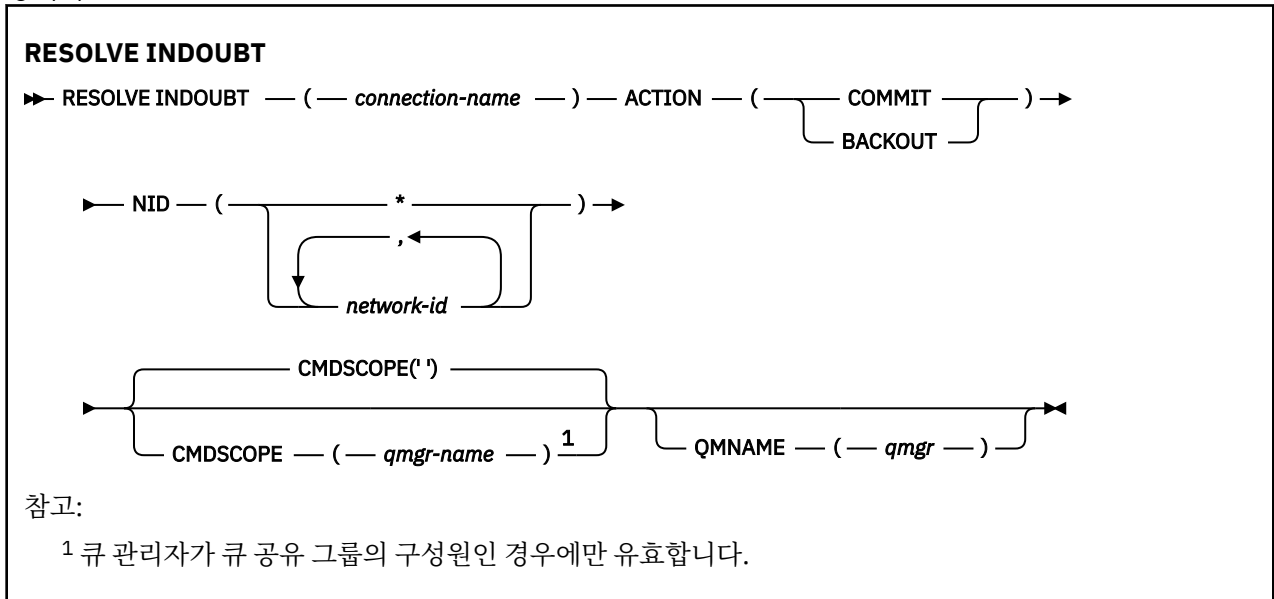 RESOLVE INDOUBT
RESOLVE INDOUBT ( connection-name ) ACTION ( COMMIT )
BACKOUT
NID ( * )
,
network-id
CMDSCOPE(' ')
CMDSCOPE ( qmgr-name ) 1
QMNAME ( qmgr )
참고:
1 큐 관리자가 큐 공유 그룹의 구성원인 경우에만 유효합니다.